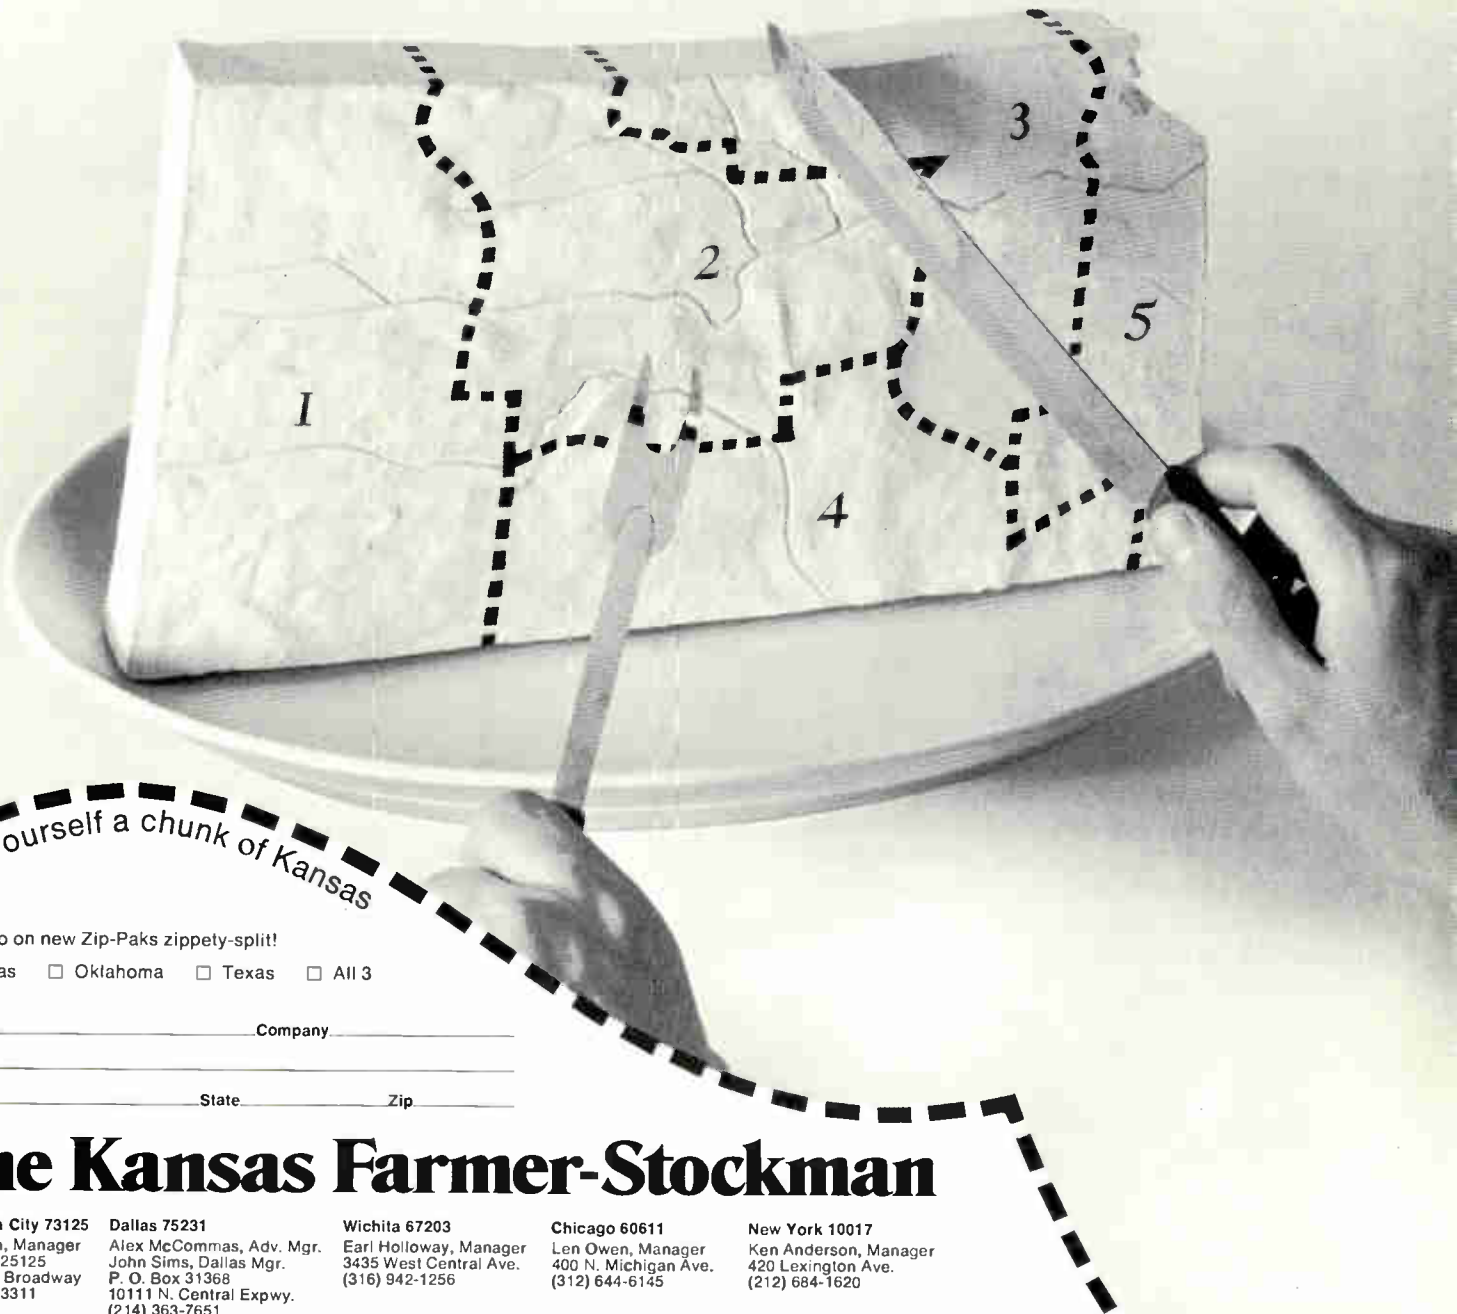 3
2
5
1
4
ourself a chunk of Kansas
o on new Zip-Paks zippety-split!
as □ Oklahoma □ Texas □ All 3
Company
State Zip
ne Kansas Farmer-Stockman
n City 73125
, Manager
25125
Broadway
3311
Dallas 75231
Alex McCommas, Adv. Mgr.
John Sims, Dallas Mgr.
P. O. Box 31368
10111 N. Central Expwy.
(214) 363-7651
Wichita 67203
Earl Holloway, Manager
3435 West Central Ave.
(316) 942-1256
Chicago 60611
Len Owen, Manager
400 N. Michigan Ave.
(312) 644-6145
New York 10017
Ken Anderson, Manager
420 Lexington Ave.
(212) 684-1620